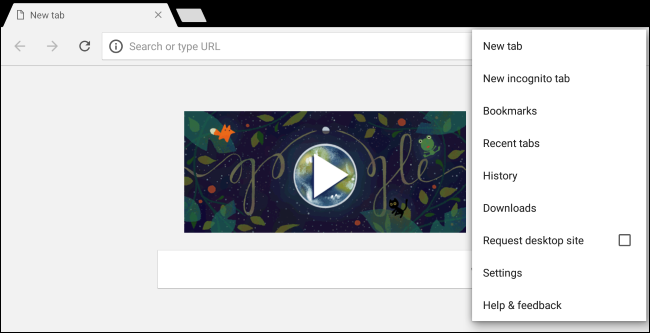 New tab
Search or type URL
Google
New tab
New incognito tab
Bookmarks
Recent tabs
History
Downloads
Request desktop site
Settings
Help & feedback